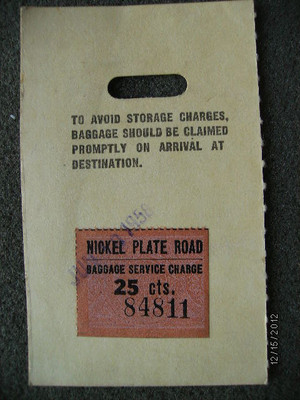 TO AVOID STORAGE CHARGES,
BAGGAGE SHOULD BE CLAIMED
PROMPTLY ON ARRIVAL AT
DESTINATION.
1956
NICKEL PLATE ROAD
BAGGAGE SERVICE CHARGE
25 cts.
84811
12/15/2012